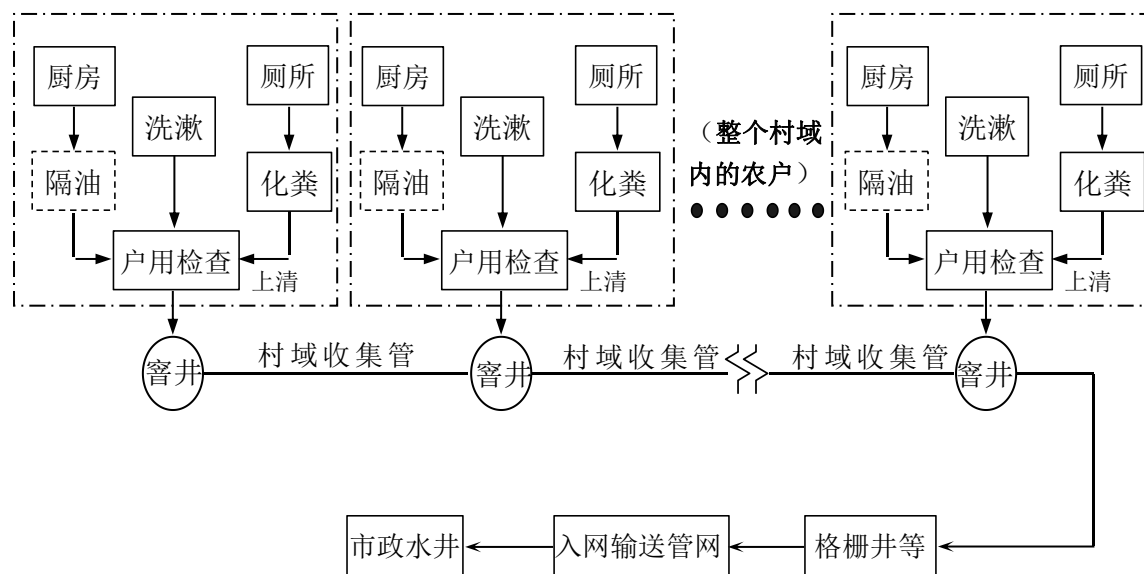 厨房
厕所
洗漱
隔油
化粪
户用检查
上清
厨房
厕所
洗漱
隔油
化粪
户用检查
上清
（整个村域
内的农户）
厨房
厕所
洗漱
隔油
化粪
户用检查
上清
窨井
村域收集管
窨井
村域收集管
村域收集管
窨井
市政水井
入网输送管网
格栅井等